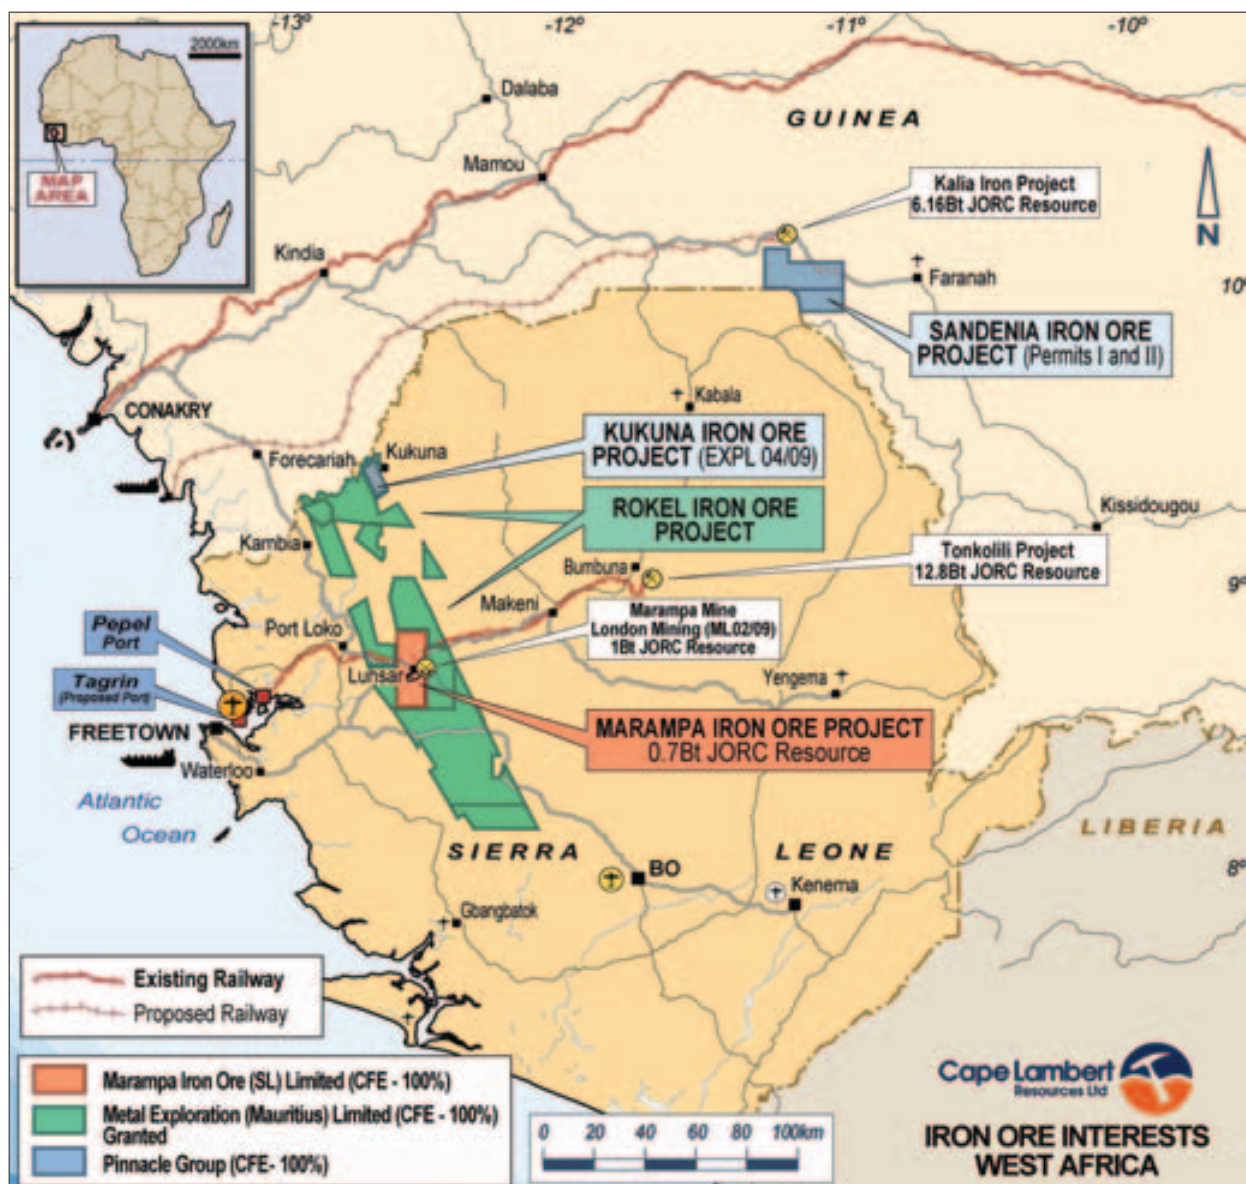 -13°
-12°
-11°
-10°
2000km
MAP
AREA
Dalaba
GUINEA
Mamou
Kalia Iron Project
6.16Bt JORC Resource
N
Kindia
Faranah
10°
SANDENIA IRON ORE
PROJECT (Permits I and II)
CONAKRY
Kabala
KUKUNA IRON ORE
PROJECT (EXPL 04/09)
Forecariah
Kukuna
ROKEL IRON ORE
PROJECT
Kissidougou
Kambia
Tonkolili Project
12.8Bt JORC Resource
Bumbuna
9°
Makeni
Marampa Mine
London Mining (ML02/09)
1Bt JORC Resource
Pepel
Port
Port Loko
Lunsar
Yengema
Tagrin
(Proposed Port)
FREETOWN
MARAMPA IRON ORE PROJECT
0.7Bt JORC Resource
Waterloo
Atlantic
Ocean
LIBERIA
SIERRA LEONE
8°
BO
Kenema
Gbangbatok
Existing Railway
Proposed Railway
Marampa Iron Ore (SL) Limited (CFE - 100%)
Metal Exploration (Mauritius) Limited (CFE - 100%)
Granted
Pinnacle Group (CFE- 100%)
0 20 40 60 80 100km
Cape Lambert
Resources Ltd
IRON ORE INTERESTS
WEST AFRICA